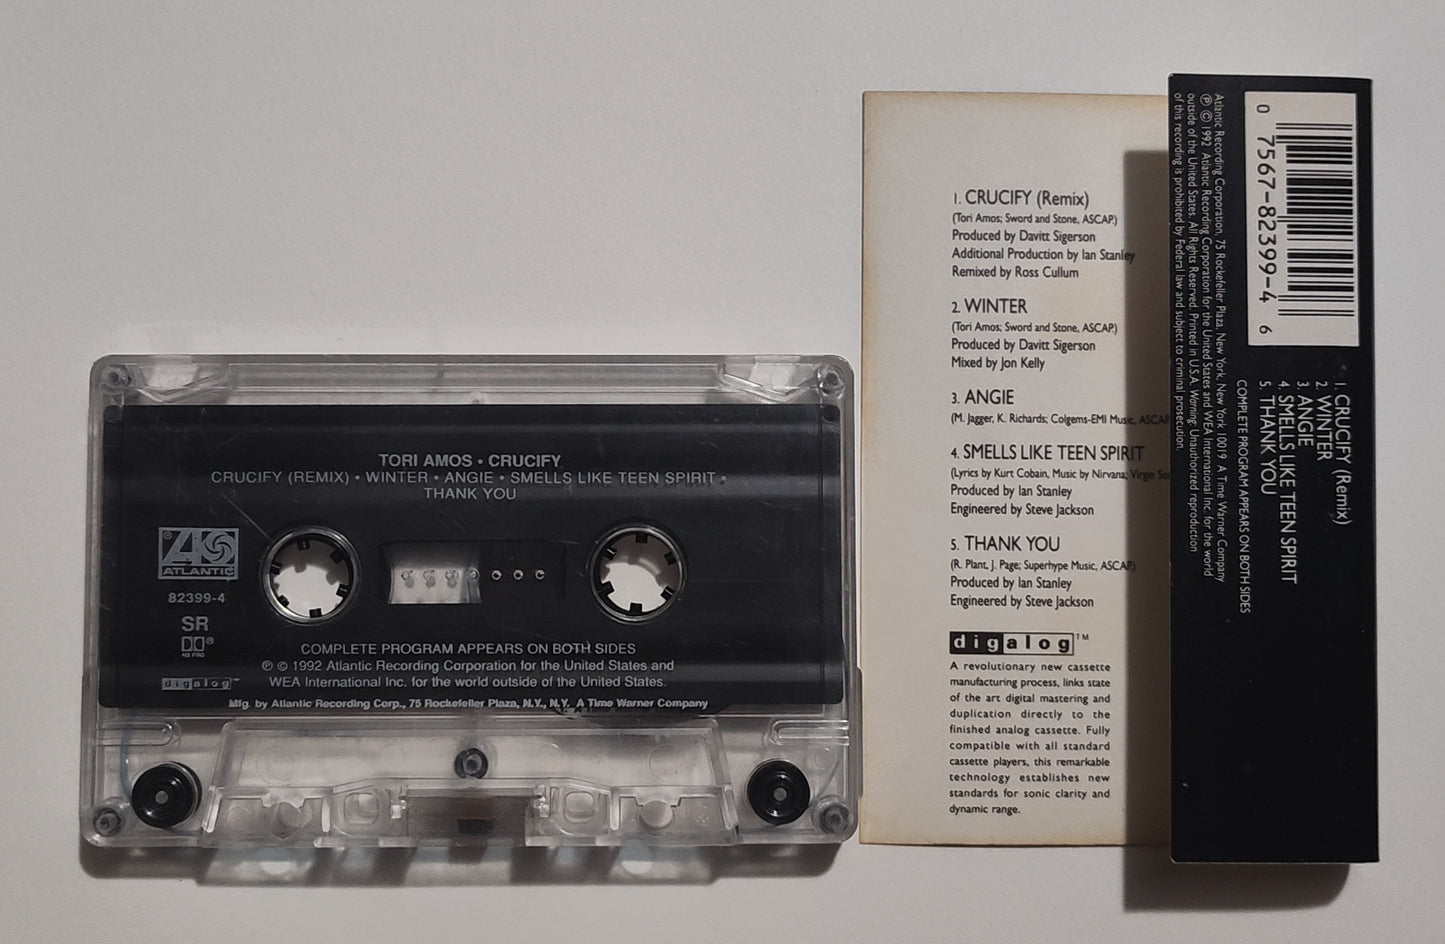 TORI AMOS • CRUCIFY
CRUCIFY (REMIX) • WINTER • ANGIE • SMELLS LIKE TEEN SPIRIT •
THANK YOU
ATLANTIC
82399-4
SR
HX PRO
digalog™
COMPLETE PROGRAM APPEARS ON BOTH SIDES
℗ © 1992 Atlantic Recording Corporation for the United States and
WEA International Inc. for the world outside of the United States.
Mfg. by Atlantic Recording Corp., 75 Rockefeller Plaza, N.Y., N.Y. A Time Warner Company
1. CRUCIFY (Remix)
(Tori Amos; Sword and Stone, ASCAP)
Produced by Davitt Sigerson
Additional Production by Ian Stanley
Remixed by Ross Cullum
2. WINTER
(Tori Amos; Sword and Stone, ASCAP)
Produced by Davitt Sigerson
Mixed by Jon Kelly
3. ANGIE
(M. Jagger, K. Richards; Colgems-EMI Music, ASCAP
4. SMELLS LIKE TEEN SPIRIT
(Lyrics by Kurt Cobain, Music by Nirvana; Virgin
Produced by Ian Stanley
Engineered by Steve Jackson
5. THANK YOU
(R. Plant, J. Page; Superhype Music, ASCAP)
Produced by Ian Stanley
Engineered by Steve Jackson
digalog™
A revolutionary new cassette
manufacturing process, links state
of the art digital mastering and
duplication directly to the
finished analog cassette. Fully
compatible with all standard
cassette players, this remarkable
technology establishes new
standards for sonic clarity and
dynamic range.
0 7567-82399-4 6
1. CRUCIFY (Remix)
2. WINTER
3. ANGIE
4. SMELLS LIKE TEEN SPIRIT
5. THANK YOU
COMPLETE PROGRAM APPEARS ON BOTH SIDES
Atlantic Recording Corporation, 75 Rockefeller Plaza, New York, New York 10019. A Time Warner Company
℗ © 1992 Atlantic Recording Corporation for the United States and WEA International Inc. for the world
outside of the United States. All Rights Reserved. Printed in U.S.A. Warning: Unauthorized reproduction
of this recording is prohibited by Federal law and subject to criminal prosecution.